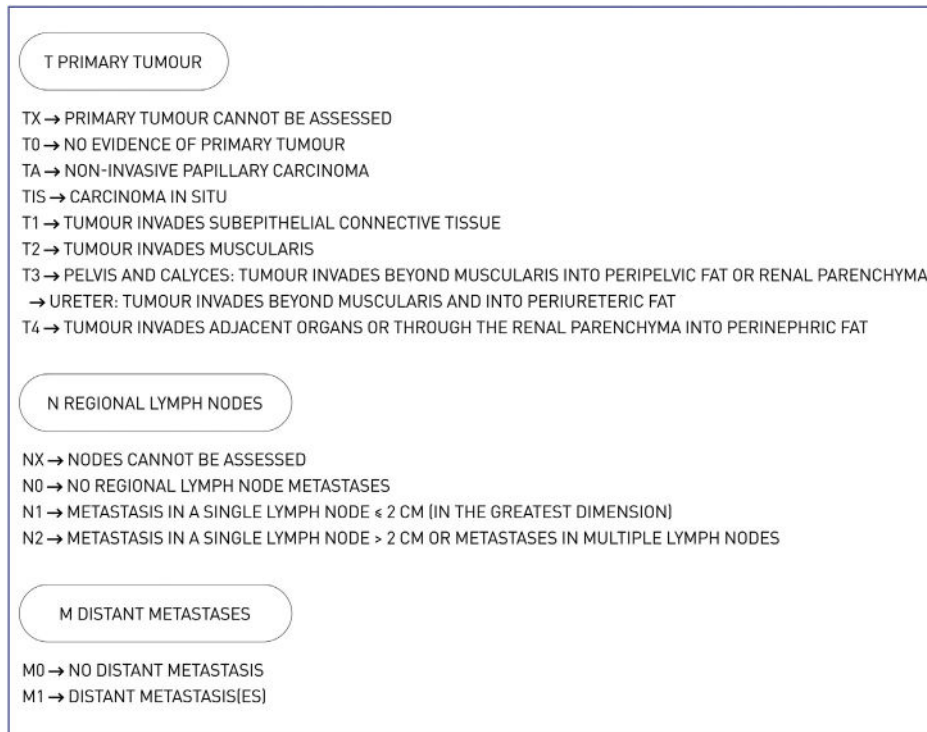 T PRIMARY TUMOUR
TX → PRIMARY TUMOUR CANNOT BE ASSESSED
T0 → NO EVIDENCE OF PRIMARY TUMOUR
TA → NON-INVASIVE PAPILLARY CARCINOMA
TIS → CARCINOMA IN SITU
T1 → TUMOUR INVADES SUBEPITHELIAL CONNECTIVE TISSUE
T2 → TUMOUR INVADES MUSCULARIS
T3 → PELVIS AND CALYCES: TUMOUR INVADES BEYOND MUSCULARIS INTO PERIPELVIC FAT OR RENAL PARENCHYMA
→ URETER: TUMOUR INVADES BEYOND MUSCULARIS AND INTO PERIURETERIC FAT
T4 → TUMOUR INVADES ADJACENT ORGANS OR THROUGH THE RENAL PARENCHYMA INTO PERINEPHRIC FAT
N REGIONAL LYMPH NODES
NX → NODES CANNOT BE ASSESSED
N0 → NO REGIONAL LYMPH NODE METASTASES
N1 → METASTASIS IN A SINGLE LYMPH NODE ⩽ 2 CM (IN THE GREATEST DIMENSION)
N2 → METASTASIS IN A SINGLE LYMPH NODE > 2 CM OR METASTASES IN MULTIPLE LYMPH NODES
M DISTANT METASTASES
M0 → NO DISTANT METASTASIS
M1 → DISTANT METASTASIS(ES)